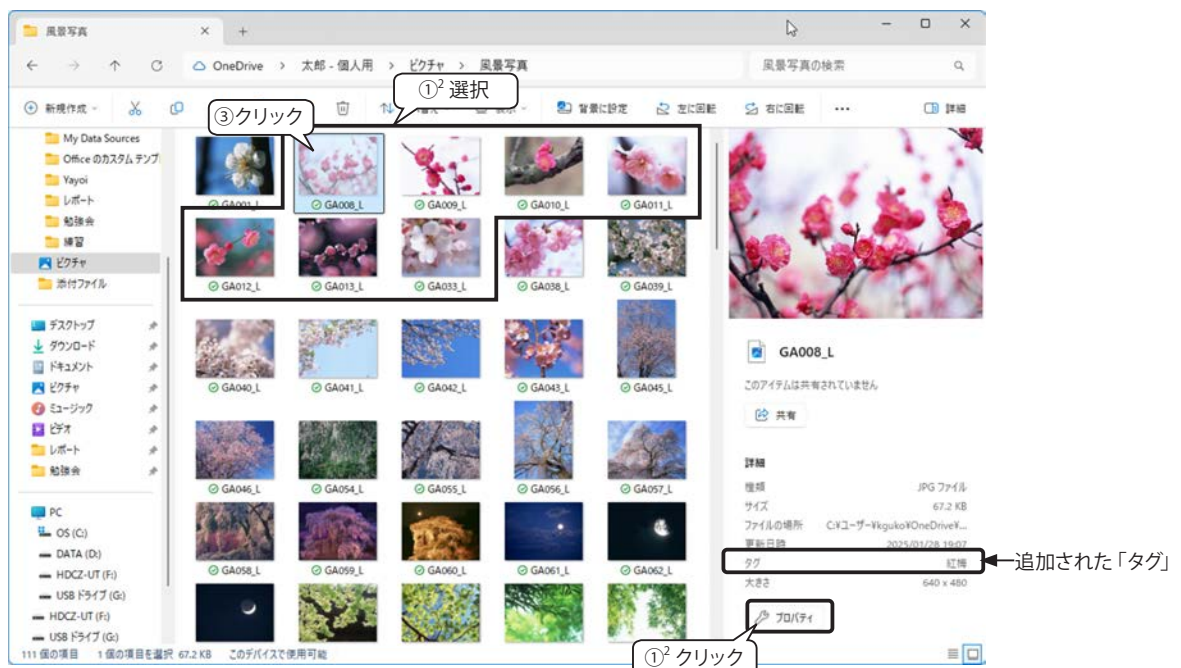 風景写真
OneDrive > 太郎 - 個人用 > ピクチャ > 風景写真
風景写真の検索
①² 選択
新規作成
③クリック
背景に設定
左に回転
右に回転
詳細
My Data Sources
Office のカスタム テンプ
Yayoi
レポート
勉強会
練習
ピクチャ
添付ファイル
デスクトップ
ダウンロード
ドキュメント
ピクチャ
ミュージック
ビデオ
レポート
勉強会
PC
OS (C:)
DATA (D:)
HDCZ-UT (F:)
USB ドライブ (G:)
HDCZ-UT (F:)
USB ドライブ (G:)
GA001_L GA008_L GA009_L GA010_L GA011_L
GA012_L GA013_L GA033_L GA038_L GA039_L
GA040_L GA041_L GA042_L GA043_L GA045_L
GA046_L GA054_L GA055_L GA056_L GA057_L
GA058_L GA059_L GA060_L GA061_L GA062_L
GA008_L
このアイテムは共有されていません
共有
詳細
種類 JPG ファイル
サイズ 67.2 KB
ファイルの場所 C:¥ユーザー¥kguko¥OneDrive¥...
更新日時 2025/01/28 19:07
タグ 紅梅
追加された「タグ」
大きさ 640 x 480
プロパティ
①² クリック
111 個の項目 1 個の項目を選択 67.2 KB このデバイスで使用可能